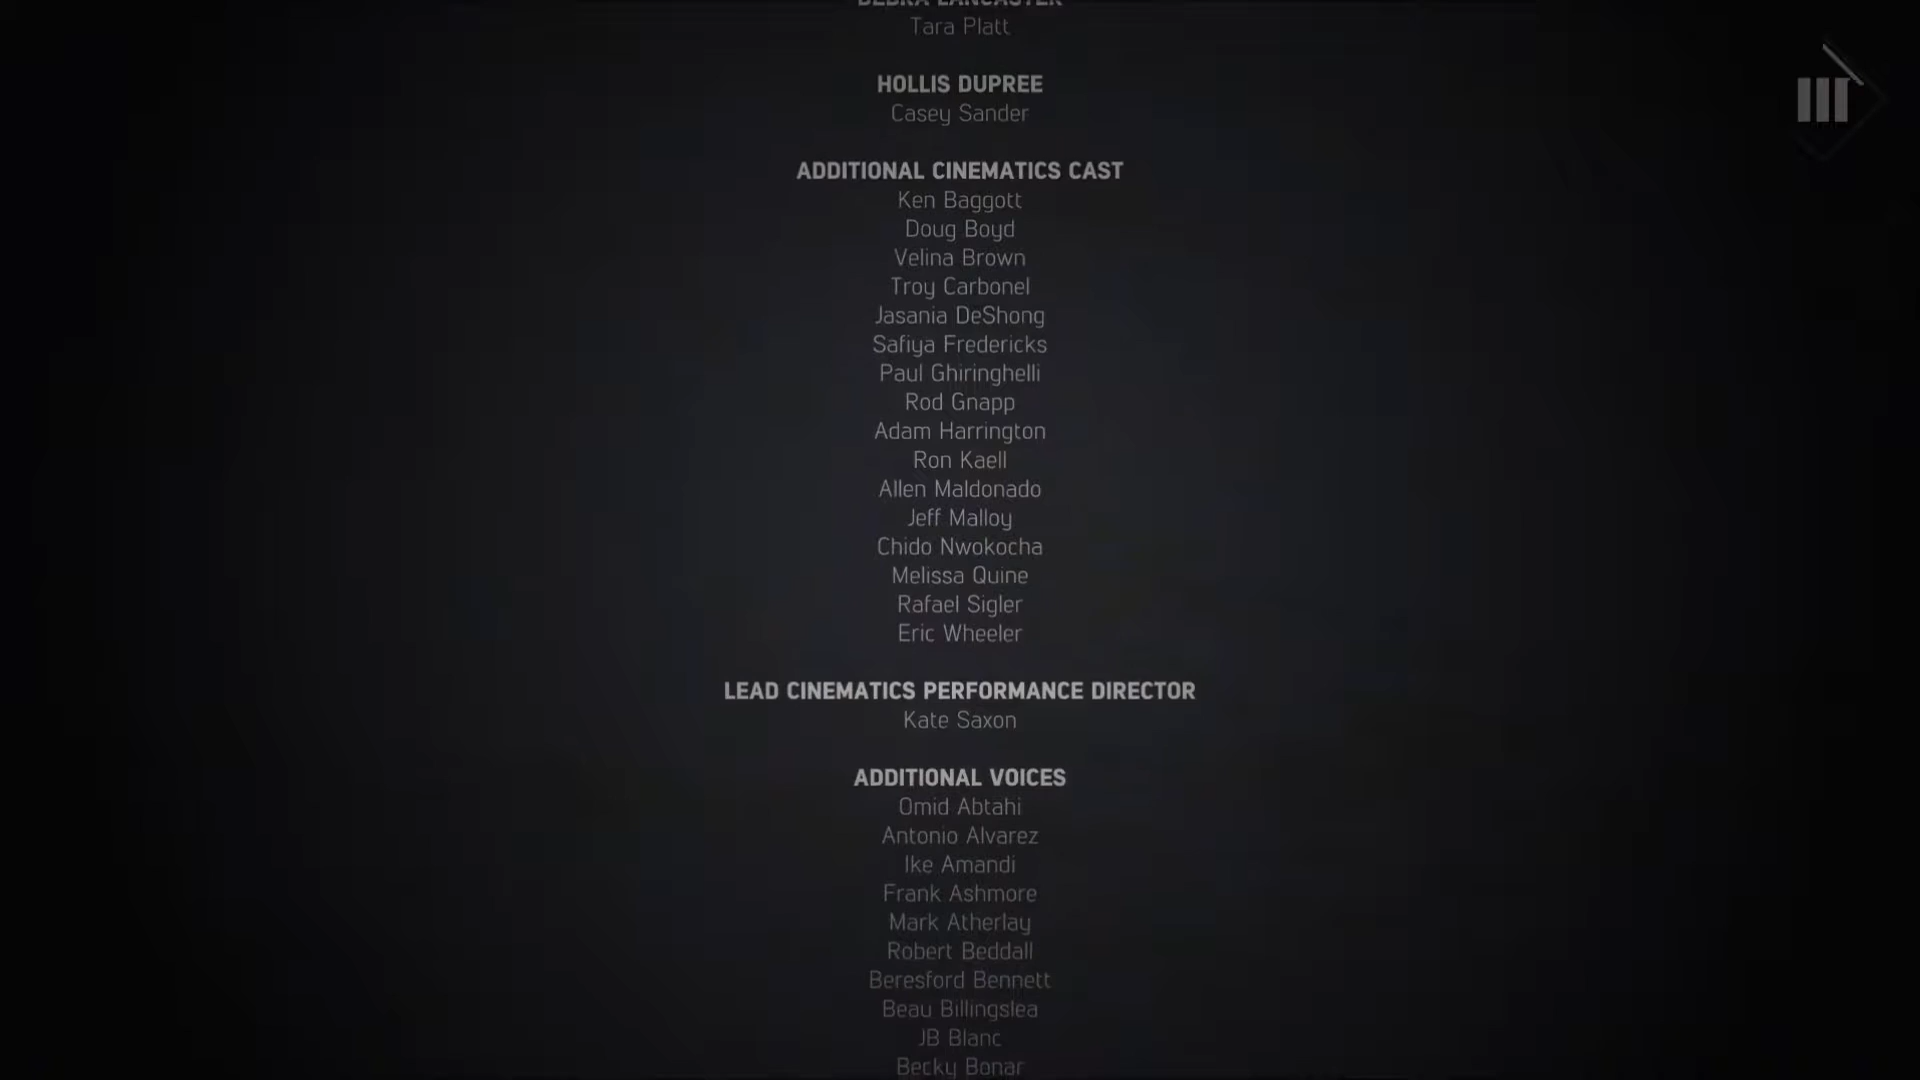 DEBRA LANCASTER
Tara Platt
HOLLIS DUPREE
Casey Sander
ADDITIONAL CINEMATICS CAST
Ken Baggott
Doug Boyd
Velina Brown
Troy Carbonel
Jasania DeShong
Safiya Fredericks
Paul Ghiringhelli
Rod Gnapp
Adam Harrington
Ron Kaell
Allen Maldonado
Jeff Malloy
Chido Nwokocha
Melissa Quine
Rafael Sigler
Eric Wheeler
LEAD CINEMATICS PERFORMANCE DIRECTOR
Kate Saxon
ADDITIONAL VOICES
Omid Abtahi
Antonio Alvarez
Ike Amandi
Frank Ashmore
Mark Atherlay
Robert Beddall
Beresford Bennett
Beau Billingslea
JB Blanc
Becky Bonar